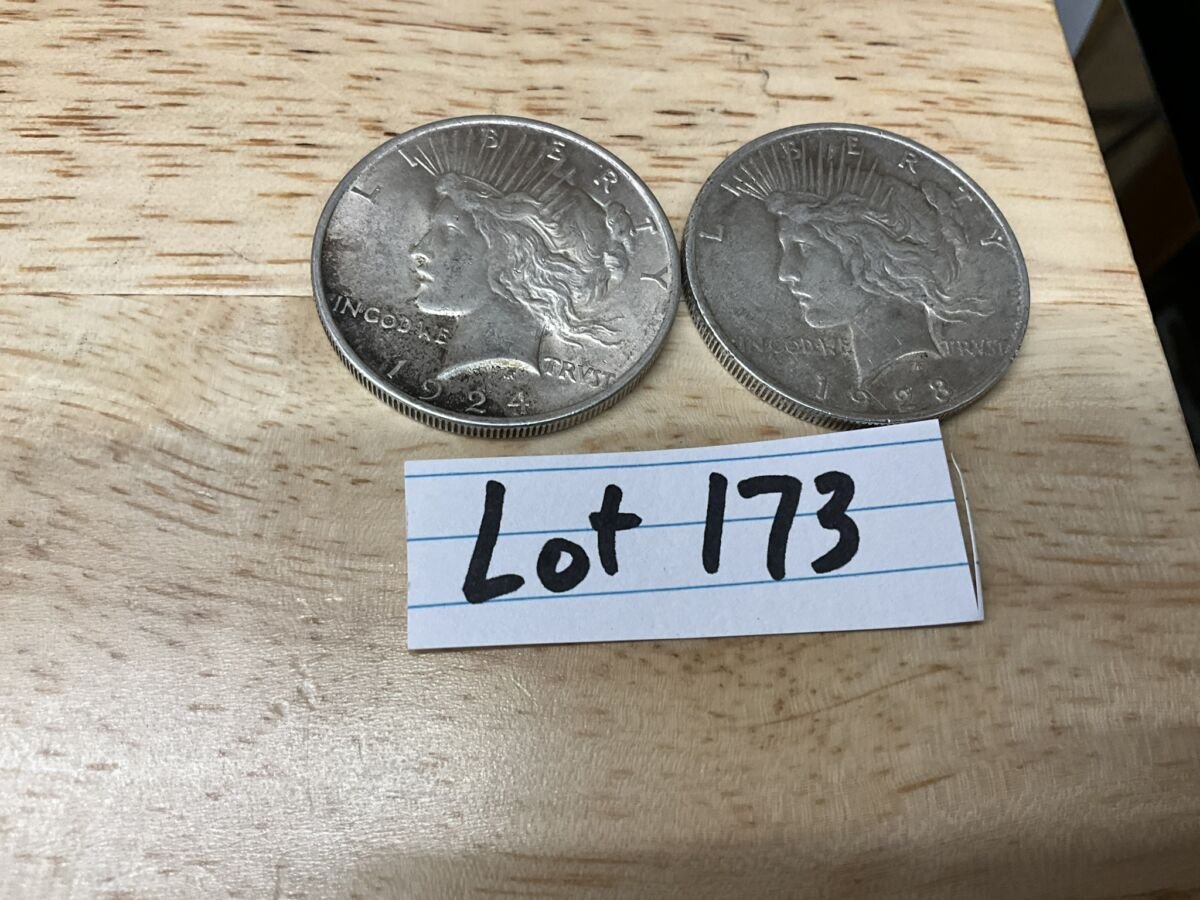 LIBERTY
IN GOD WE TRVST
1924
LIBERTY
IN GOD WE TRVST
1928
Lot 173